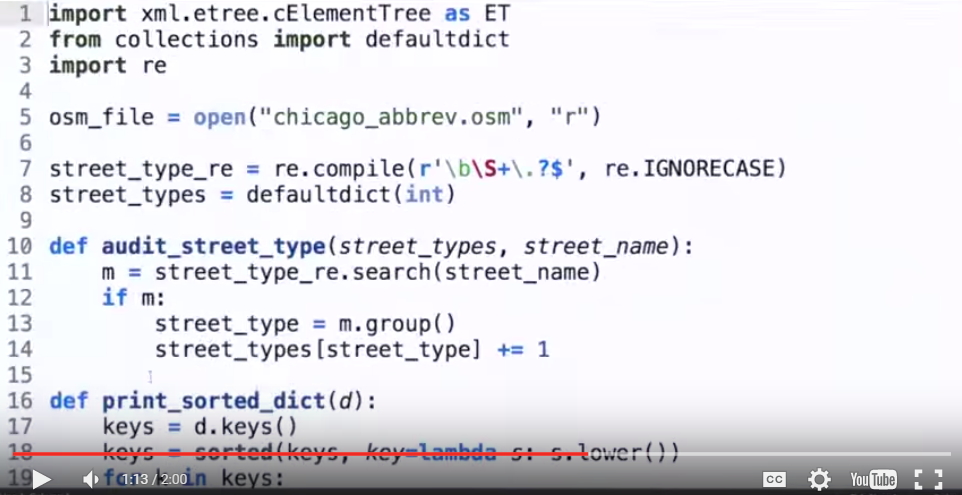 1 import xml.etree.cElementTree as ET
2 from collections import defaultdict
3 import re
4
5 osm_file = open("chicago_abbrev.osm", "r")
6
7 street_type_re = re.compile(r'\b\S+\.?$', re.IGNORECASE)
8 street_types = defaultdict(int)
9
10 def audit_street_type(street_types, street_name):
11     m = street_type_re.search(street_name)
12     if m:
13         street_type = m.group()
14         street_types[street_type] += 1
15
16 def print_sorted_dict(d):
17     keys = d.keys()
18     keys = sorted(keys, key=lambda s: s.lower())
19     for k in keys:
1:13 / 2:00
CC
YouTube